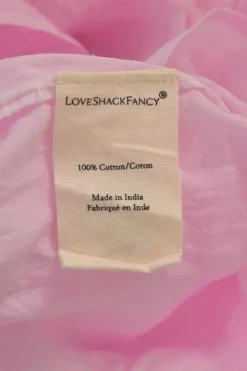 LoveShackFancy®
100% Cotton/Coton
Made in India
Fabriqué en Inde